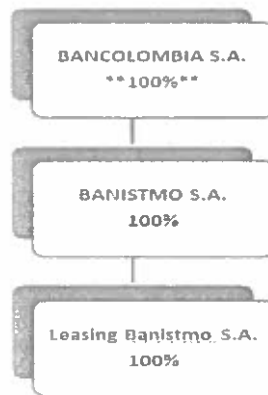 BANCOLOMBIA S.A.
**100%**
BANISTMO S.A.
100%
Leasing Banistmo S.A.
100%